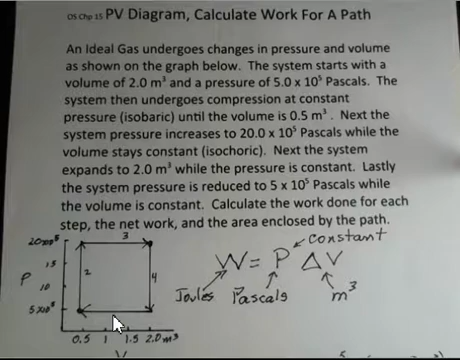 DS Chp 15 PV Diagram, Calculate Work For A Path
An Ideal Gas undergoes changes in pressure and volume
as shown on the graph below. The system starts with a
volume of 2.0 m³ and a pressure of 5.0 x 10⁵ Pascals. The
system then undergoes compression at constant
pressure (isobaric) until the volume is 0.5 m³ . Next the
system pressure increases to 20.0 x 10⁵ Pascals while the
volume stays constant (isochoric). Next the system
expands to 2.0 m³ while the pressure is constant. Lastly
the system pressure is reduced to 5 x 10⁵ Pascals while
the volume is constant. Calculate the work done for each
step, the net work, and the area enclosed by the path.
constant
W = P ΔV
Joules Pascals m³
3
15
P 2 4
10
0.5 1 1.5 2.0 m³
V